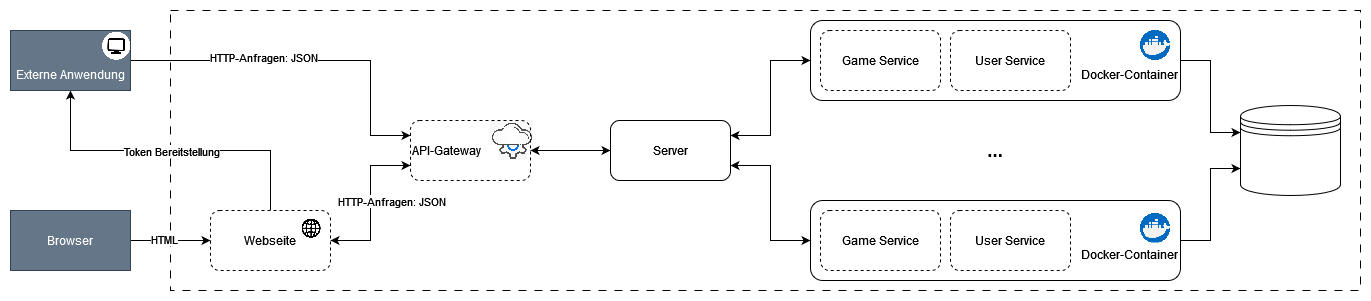 Externe Anwendung
HTTP-Anfragen: JSON
Game Service
User Service
Docker-Container
Token Bereitstellung
API-Gateway
Server
...
HTTP-Anfragen: JSON
Browser
HTML
Webseite
Game Service
User Service
Docker-Container